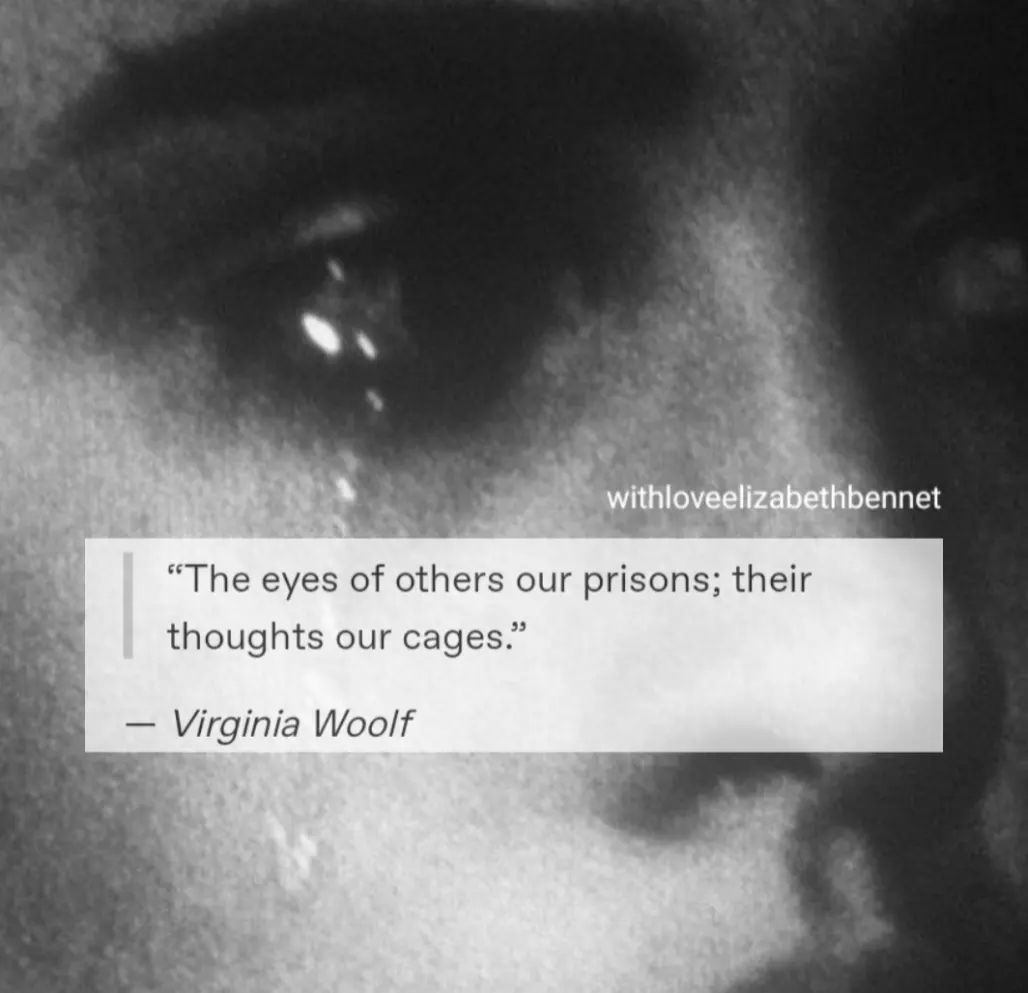 withloveelizabethbennet
“The eyes of others our prisons; their
thoughts our cages.”
— Virginia Woolf